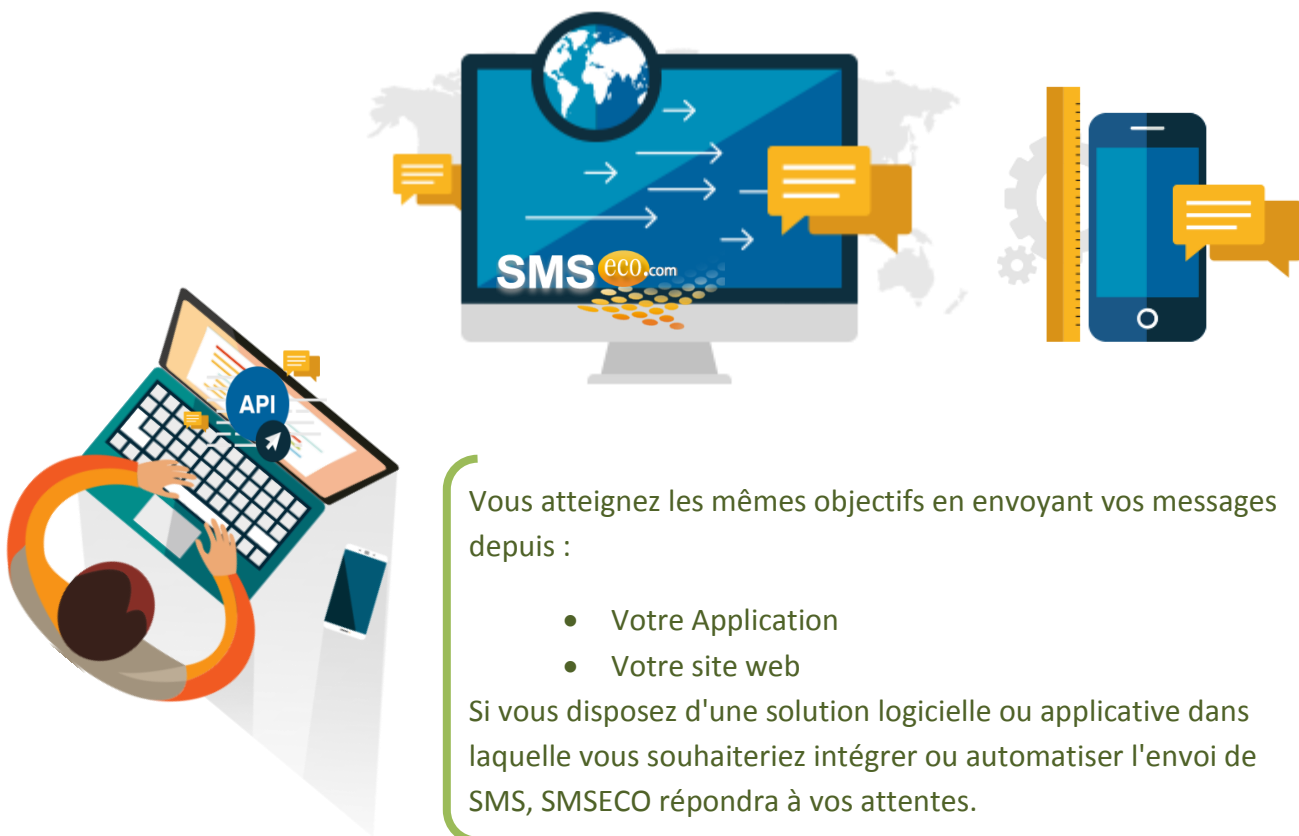 SMS eco.com
API
Vous atteignez les mêmes objectifs en envoyant vos messages
depuis :
• Votre Application
• Votre site web
Si vous disposez d'une solution logicielle ou applicative dans
laquelle vous souhaiteriez intégrer ou automatiser l'envoi de
SMS, SMSECO répondra à vos attentes.